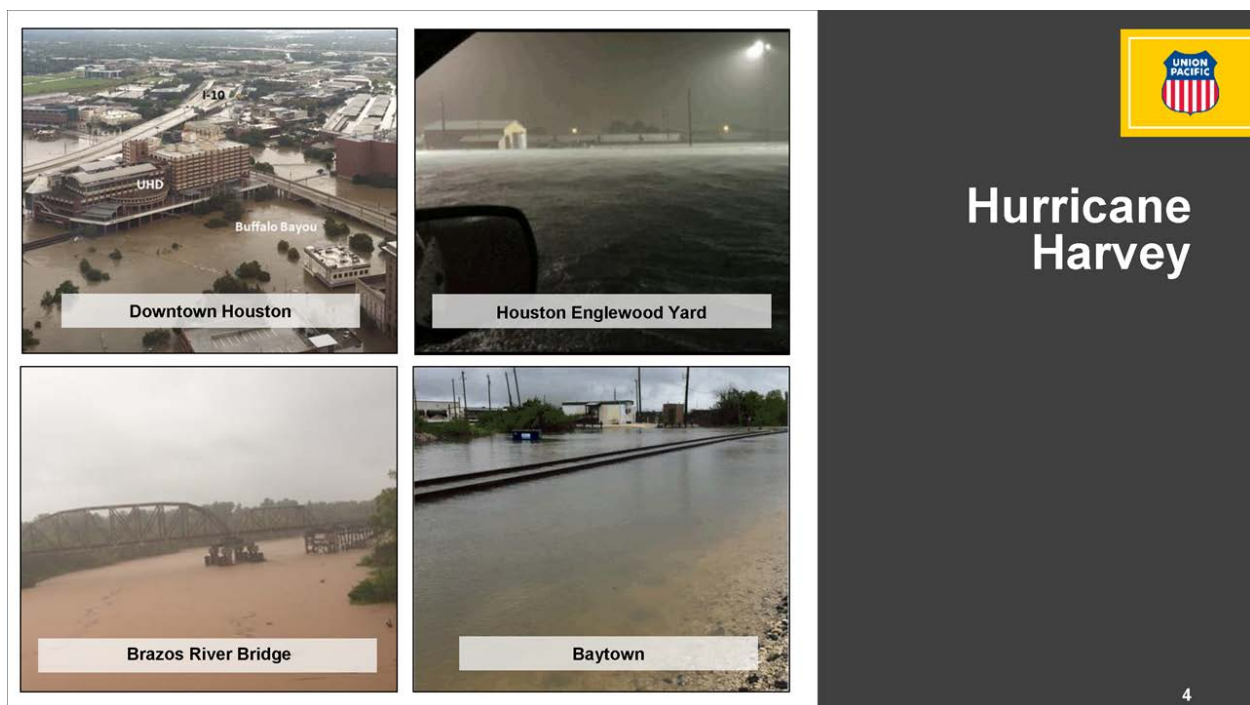 I-10
UHD
Buffalo Bayou
Downtown Houston
Houston Englewood Yard
Brazos River Bridge
Baytown
UNION
PACIFIC
Hurricane
Harvey
4